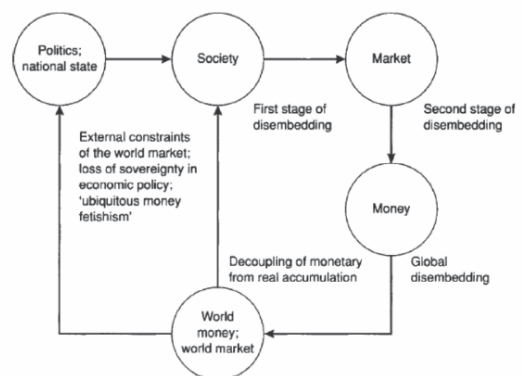 Politics;
national state
Society
Market
First stage of
disembedding
Second stage of
disembedding
External constraints
of the world market;
loss of sovereignty in
economic policy;
'ubiquitous money
fetishism'
Money
Decoupling of monetary
from real accumulation
Global
disembedding
World
money;
world market